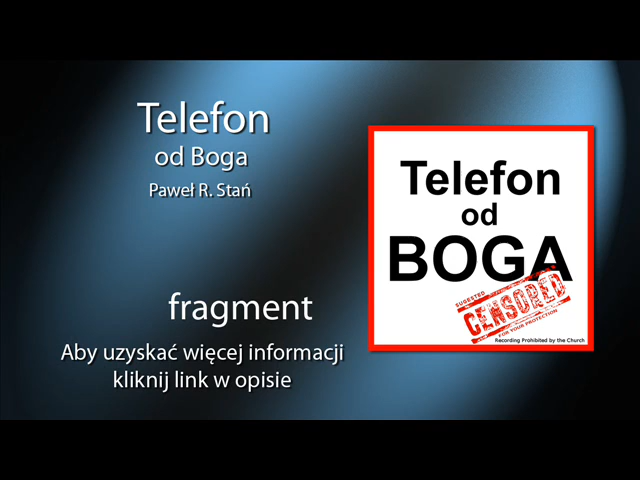 Telefon
od Boga
Paweł R. Stań
fragment
Aby uzyskać więcej informacji
kliknij link w opisie
Telefon
od
BOGA
SUGESTED
CENSORED
FOR YOUR PROTECTION
Recording Prohibited by the Church